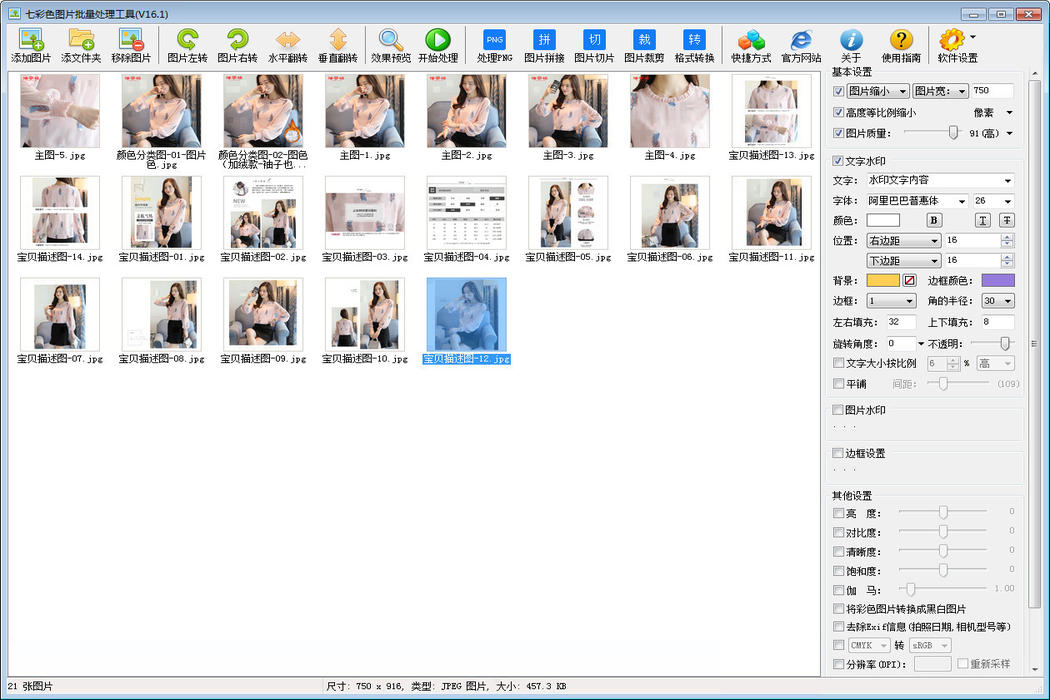 七彩色图片批量处理工具(V16.1)
添加图片 添文件夹 移除图片 图片左转 图片右转 水平翻转 垂直翻转 效果预览 开始处理 处理PNG 图片拼接 图片切片 图片裁剪 格式转换 快捷方式 官方网站 关于 使用指南 软件设置
PNG 拼 切 裁 转
主图-5.jpg 颜色分类图-01-图片色.jpg 颜色分类图-02-图色(加绒款-袖子也... 主图-1.jpg 主图-2.jpg 主图-3.jpg 主图-4.jpg 宝贝描述图-13.jpg
宝贝描述图-14.jpg 宝贝描述图-01.jpg 宝贝描述图-02.jpg 宝贝描述图-03.jpg 宝贝描述图-04.jpg 宝贝描述图-05.jpg 宝贝描述图-06.jpg 宝贝描述图-11.jpg
宝贝描述图-07.jpg 宝贝描述图-08.jpg 宝贝描述图-09.jpg 宝贝描述图-10.jpg 宝贝描述图-12.jpg
基本设置
图片缩小 图片宽: 750
高度等比例缩小 像素
图片质量: 91(高)
文字水印
文字: 水印文字内容
字体: 阿里巴巴普惠体 26
颜色: B T T
位置: 右边距 16
下边距 16
背景: 边框颜色:
边框: 1 角的半径: 30
左右填充: 32 上下填充: 8
旋转角度: 0 不透明:
文字大小按比例 6 % 高
平铺 间距: (109)
图片水印
. . .
边框设置
. . .
其他设置
亮 度: 0
对比度: 0
清晰度: 0
饱和度: 0
伽 马: 1.00
将彩色图片转换成黑白图片
去除Exif信息(拍照日期,相机型号等)
CMYK 转 sRGB
分辨率(DPI): 重新采样
21 张图片
尺寸: 750 x 916, 类型: JPEG 图片, 大小: 457.3 KB